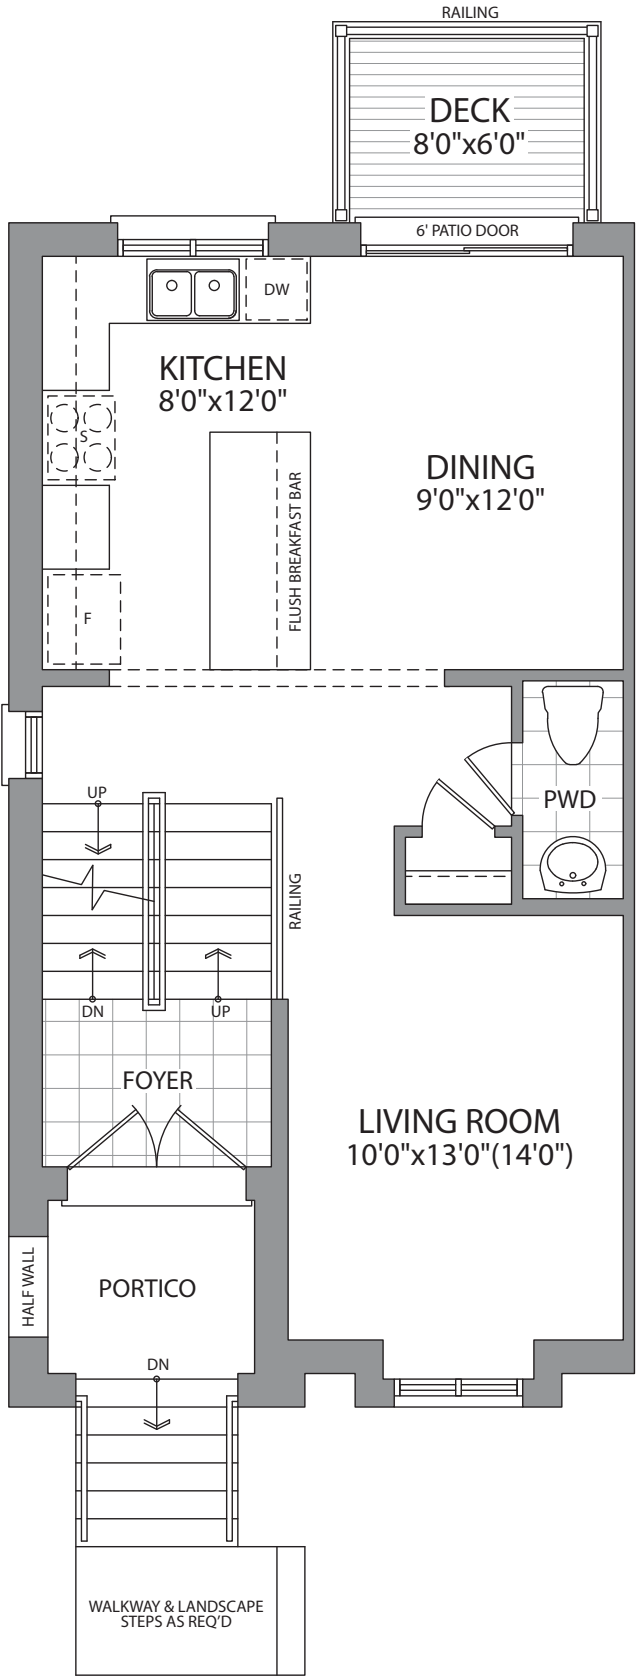 RAILING
DECK
8'0"x6'0"
6' PATIO DOOR
DW
KITCHEN
8'0"x12'0"
S
DINING
9'0"x12'0"
FLUSH BREAKFAST BAR
F
UP
PWD
RAILING
DN
UP
FOYER
LIVING ROOM
10'0"x13'0"(14'0")
HALF WALL
PORTICO
DN
WALKWAY & LANDSCAPE
STEPS AS REQ'D